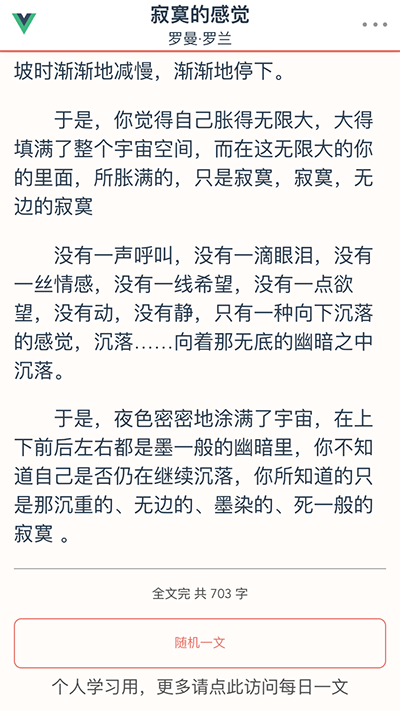 寂寞的感觉
罗曼·罗兰
坡时渐渐地减慢，渐渐地停下。
于是，你觉得自己胀得无限大，大得
填满了整个宇宙空间，而在这无限大的你
的里面，所胀满的，只是寂寞，寂寞，无
边的寂寞
没有一声呼叫，没有一滴眼泪，没有
一丝情感，没有一线希望，没有一点欲
望，没有动，没有静，只有一种向下沉落
的感觉，沉落……向着那无底的幽暗之中
沉落。
于是，夜色密密地涂满了宇宙，在上
下前后左右都是墨一般的幽暗里，你不知
道自己是否仍在继续沉落，你所知道的只
是那沉重的、无边的、墨染的、死一般的
寂寞 。
全文完 共 703 字
随机一文
个人学习用，更多请点此访问每日一文